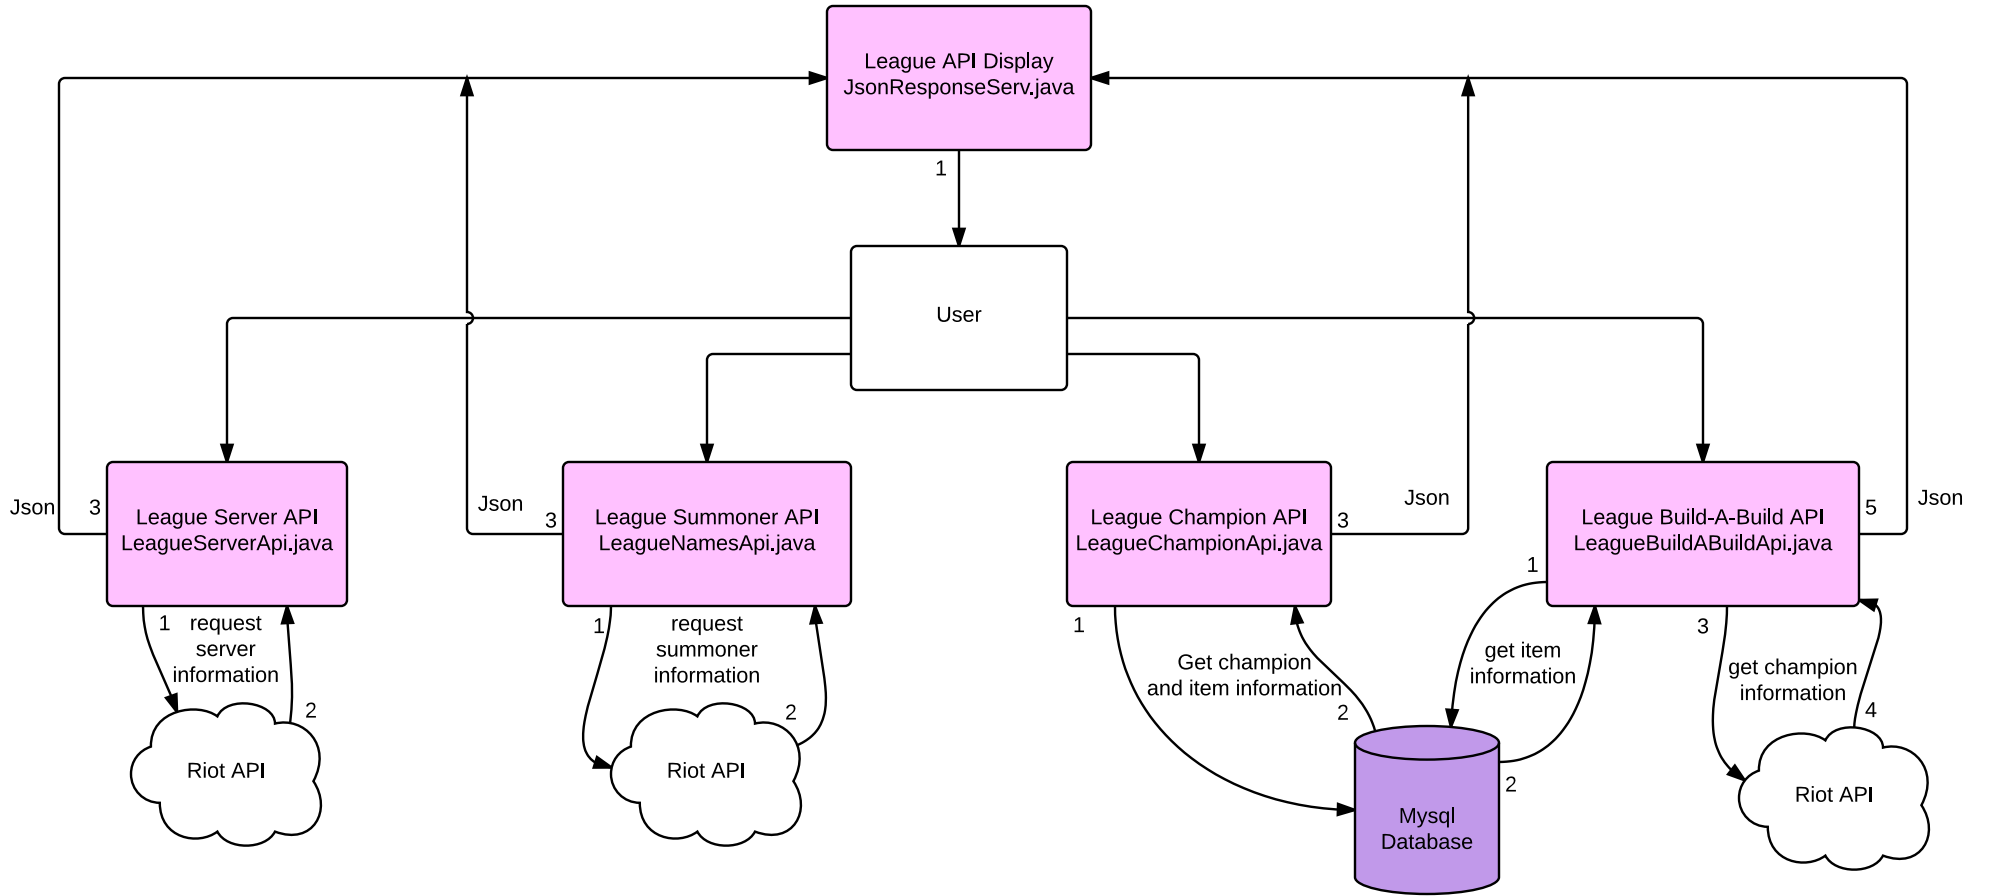 League API Display
JsonResponseServ.java
1
User
Json
3
League Server API
LeagueServerApi.java
Json
3
League Summoner API
LeagueNamesApi.java
League Champion API
LeagueChampionApi.java
3
Json
League Build-A-Build API
LeagueBuildABuildApi.java
5
Json
1
request
server
information
2
Riot API
1
request
summoner
information
2
Riot API
1
Get champion
and item information
2
Mysql
Database
1
get item
information
2
3
get champion
information
4
Riot API